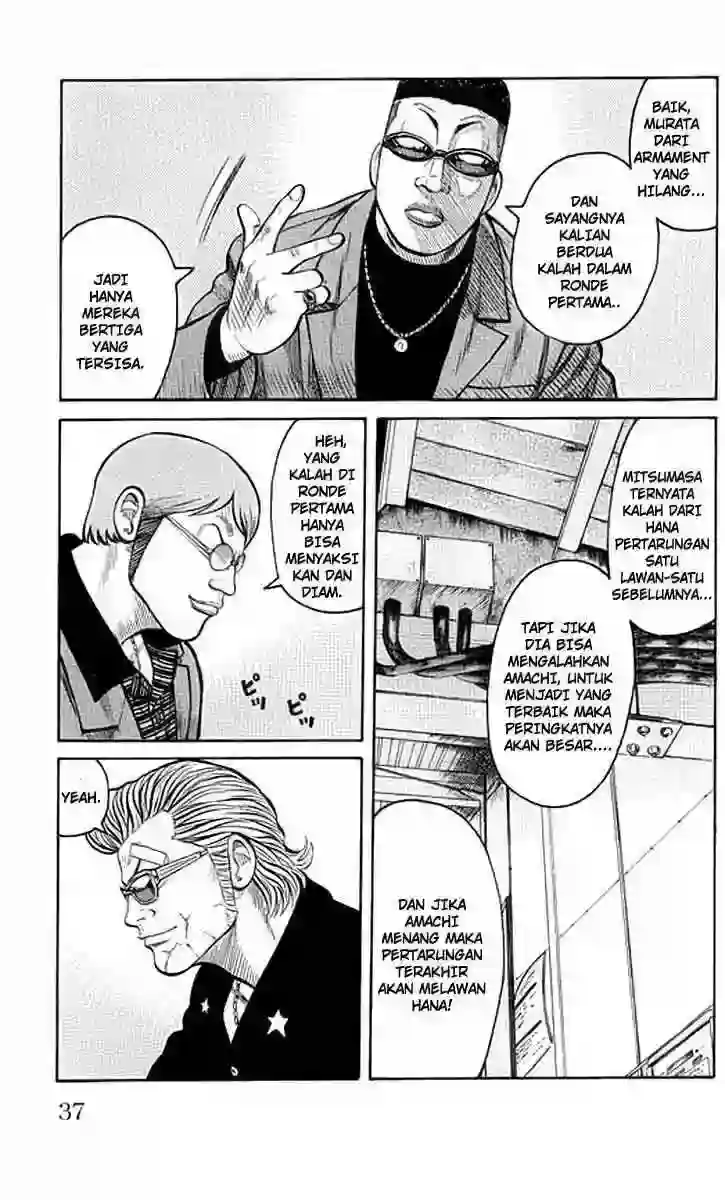 BAIK,
MURATA
DARI
ARMAMENT
YANG
HILANG...
DAN
SAYANGNYA
KALIAN
BERDUA
KALAH DALAM
RONDE
PERTAMA..
JADI
HANYA
MEREKA
BERTIGA
YANG
TERSISA.
MITSUMASA
TERNYATA
KALAH DARI
HANA
PERTARUNGAN
SATU
LAWAN-SATU
SEBELUMNYA...
TAPI JIKA
DIA BISA
MENGALAHKAN
AMACHI, UNTUK
MENJADI YANG
TERBAIK MAKA
PERINGKATNYA
AKAN BESAR....
DAN JIKA
AMACHI
MENANG MAKA
PERTARUNGAN
TERAKHIR
AKAN MELAWAN
HANA!
HEH,
YANG
KALAH DI
RONDE
PERTAMA
HANYA
BISA
MENYAKSI
KAN DAN
DIAM.
ピッ
ピッ
YEAH.
37